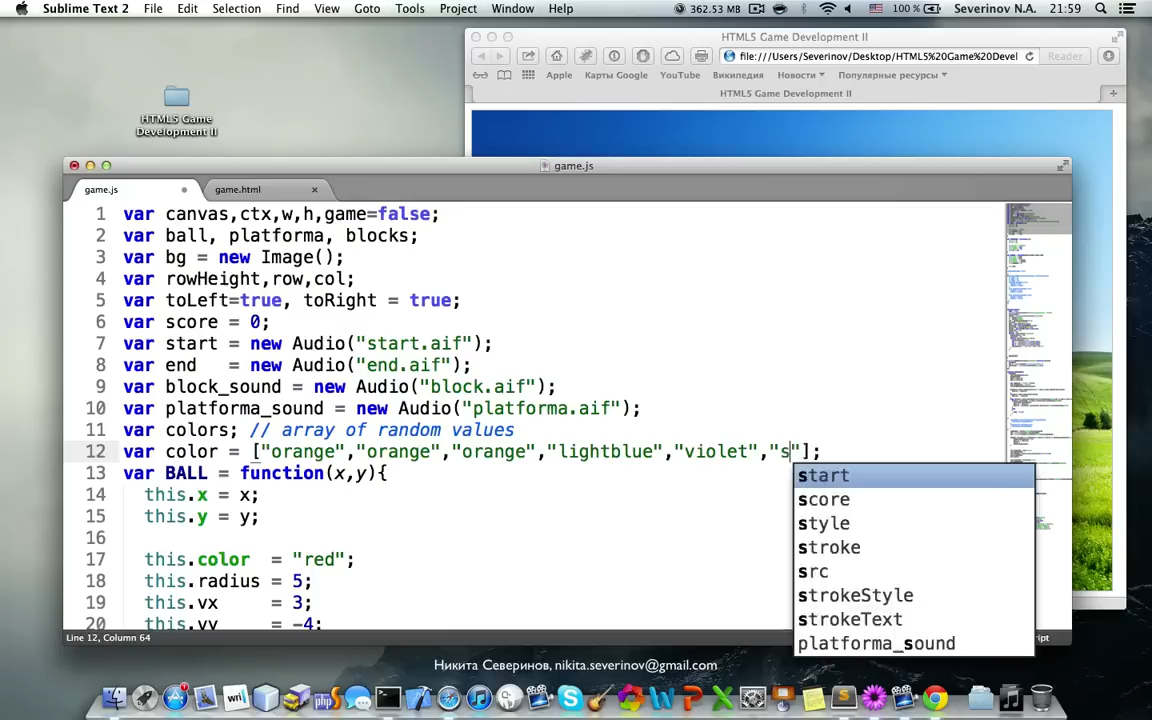 Sublime Text 2 File Edit Selection Find View Goto Tools Project Window Help 362.53 MB 100% Severinov N.A. 21:59
HTML5 Game Development II
file:///Users/Severinov/Desktop/HTML5%20Game%20Devel Reader
Apple Карты Google YouTube Википедия Новости Популярные ресурсы
HTML5 Game Development II
HTML5 Game
Development II
game.js
game.js game.html
1 var canvas,ctx,w,h,game=false;
2 var ball, platforma, blocks;
3 var bg = new Image();
4 var rowHeight,row,col;
5 var toLeft=true, toRight = true;
6 var score = 0;
7 var start = new Audio("start.aif");
8 var end = new Audio("end.aif");
9 var block_sound = new Audio("block.aif");
10 var platforma_sound = new Audio("platforma.aif");
11 var colors; // array of random values
12 var color = ["orange","orange","orange","lightblue","violet","s"];
13 var BALL = function(x,y){
14 this.x = x;
15 this.y = y;
16
17 this.color = "red";
18 this.radius = 5;
19 this.vx = 3;
20 this.vy = -4;
start
score
style
stroke
src
strokeStyle
strokeText
platforma_sound
Line 12, Column 64
Никита Северинов, nikita.severinov@gmail.com